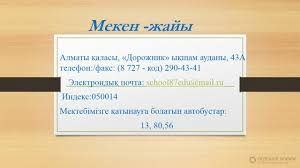 Мекен -жайы
Алматы қаласы, «Дорожник» ықшам ауданы, 43А
телефон:/факс: (8 727 - код) 290-43-41
Электрондық почта: school87edu@mail.ru
Индекс:050014
Мектебімізге қатынауға болатын автобустар:
13, 80,56